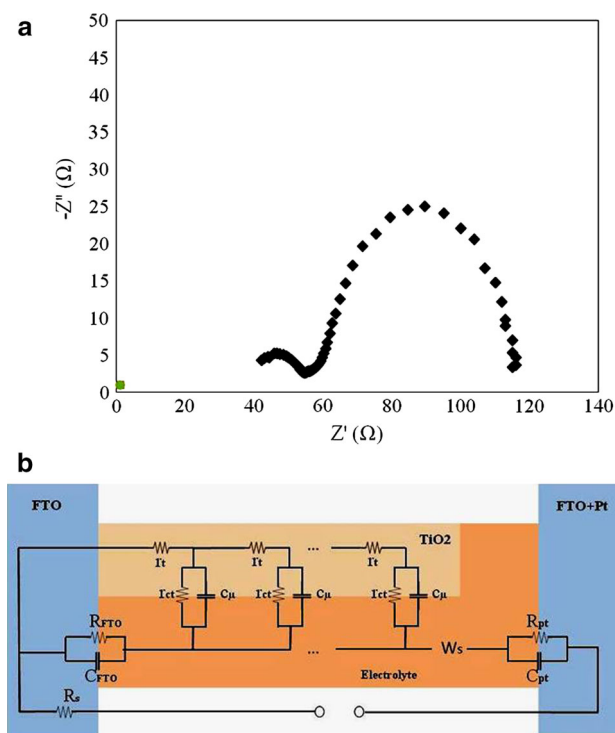 a
50
45
40
35
30
25
20
15
10
5
0
-Z" (Ω)
0 20 40 60 80 100 120 140
Z' (Ω)
b
FTO
FTO+Pt
TiO2
rt rt ... rt
rct Cμ rct Cμ rct Cμ
RFTO
CFTO
... Ws
Rpt
Cpt
Electrolyte
Rs